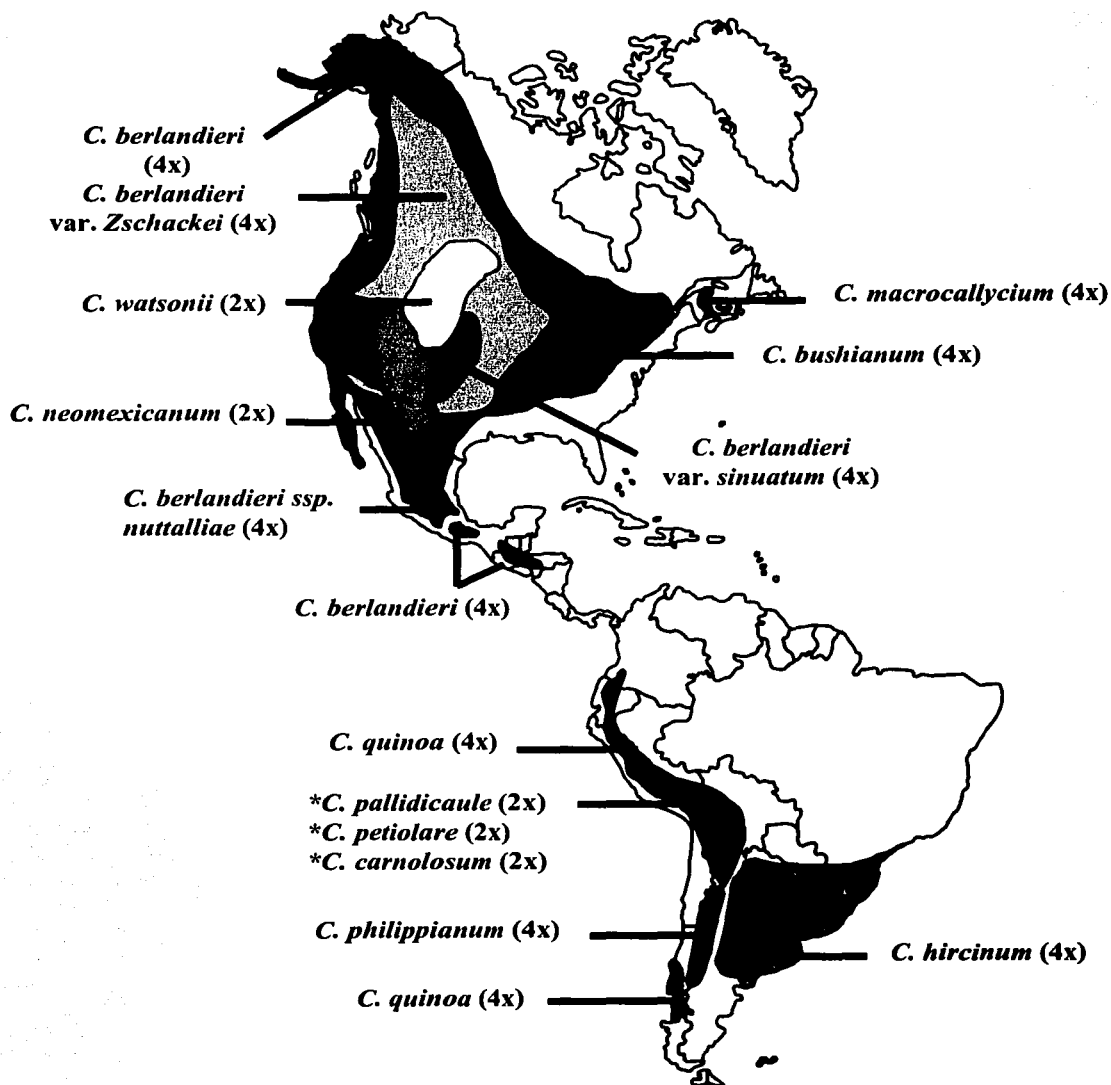 C. berlandieri
(4x)
C. berlandieri
var. Zschackei (4x)
C. watsonii (2x)
C. macrocallycium (4x)
C. bushianum (4x)
C. neomexicanum (2x)
C. berlandieri
var. sinuatum (4x)
C. berlandieri ssp.
nuttalliae (4x)
C. berlandieri (4x)
C. quinoa (4x)
*C. pallidicaule (2x)
*C. petiolare (2x)
*C. carnolosum (2x)
C. philippianum (4x)
C. hircinum (4x)
C. quinoa (4x)